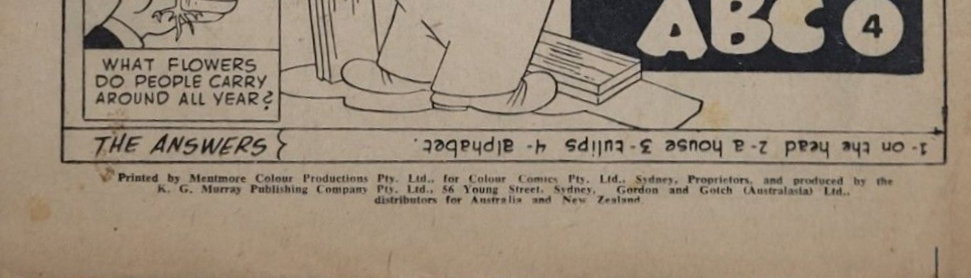 ABC 4
WHAT FLOWERS
DO PEOPLE CARRY
AROUND ALL YEAR?
THE ANSWERS
1- on the head 2- a house 3- tulips 4- alphabet.
Printed by Mentmore Colour Productions Pty. Ltd., for Colour Comics Pty. Ltd., Sydney, Proprietors, and produced by the
K. G. Murray Publishing Company Pty. Ltd., 56 Young Street, Sydney. Gordon and Gotch (Australasia) Ltd.,
distributors for Australia and New Zealand.